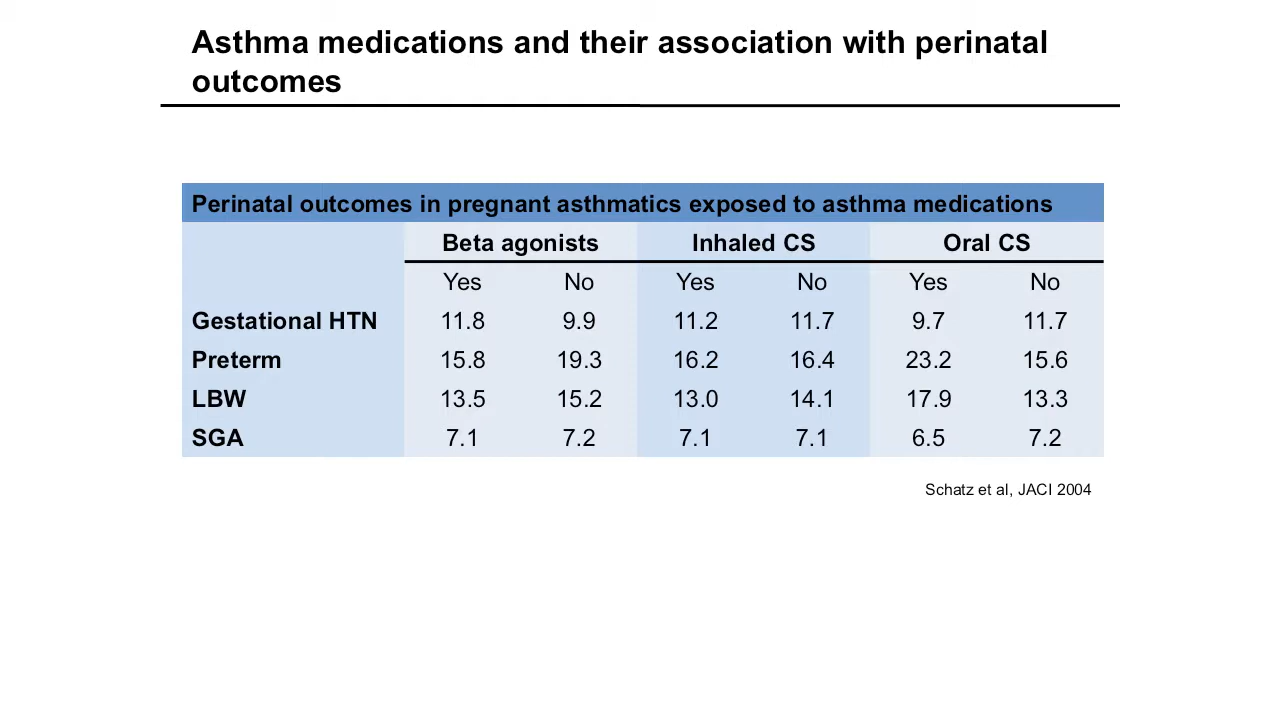 Asthma medications and their association with perinatal
outcomes
Perinatal outcomes in pregnant asthmatics exposed to asthma medications
Beta agonists Inhaled CS Oral CS
Yes No Yes No Yes No
Gestational HTN 11.8 9.9 11.2 11.7 9.7 11.7
Preterm 15.8 19.3 16.2 16.4 23.2 15.6
LBW 13.5 15.2 13.0 14.1 17.9 13.3
SGA 7.1 7.2 7.1 7.1 6.5 7.2
Schatz et al, JACI 2004